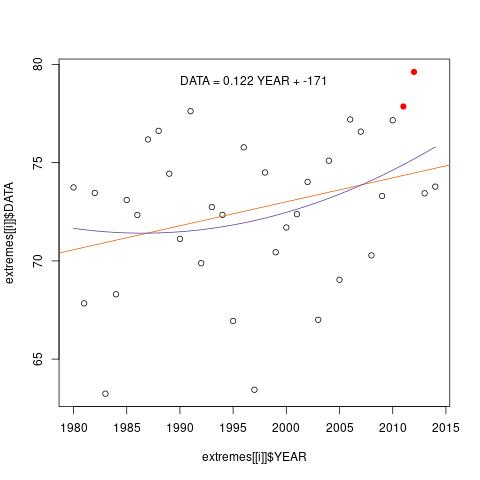 DATA = 0.122 YEAR + -171
80
75
70
65
extremes[[i]]$DATA
1980 1985 1990 1995 2000 2005 2010 2015
extremes[[i]]$YEAR